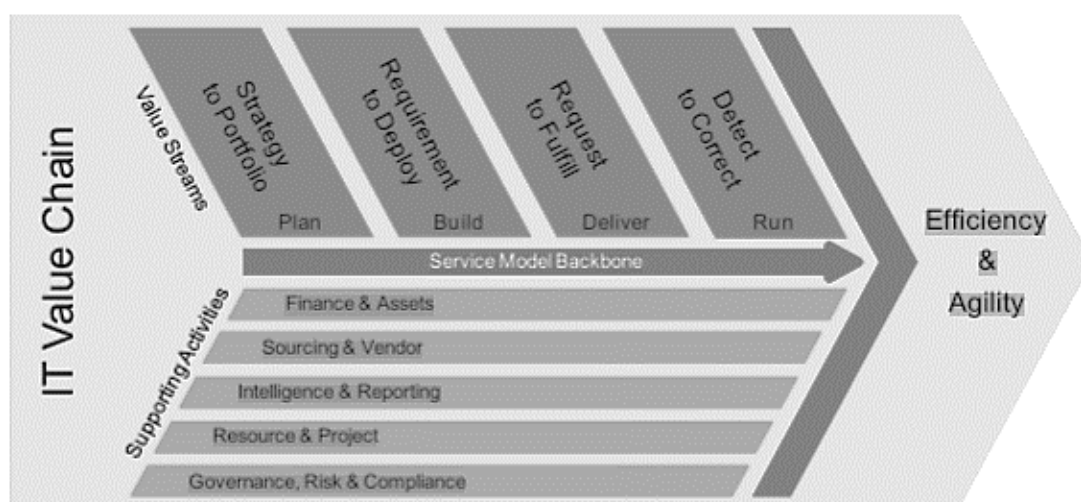 IT Value Chain
Value Streams
Strategy
to Portfolio
Plan
Requirement
to Deploy
Build
Request
to Fulfill
Deliver
Detect
to Correct
Run
Service Model Backbone
Supporting Activities
Finance & Assets
Sourcing & Vendor
Intelligence & Reporting
Resource & Project
Governance, Risk & Compliance
Efficiency
&
Agility